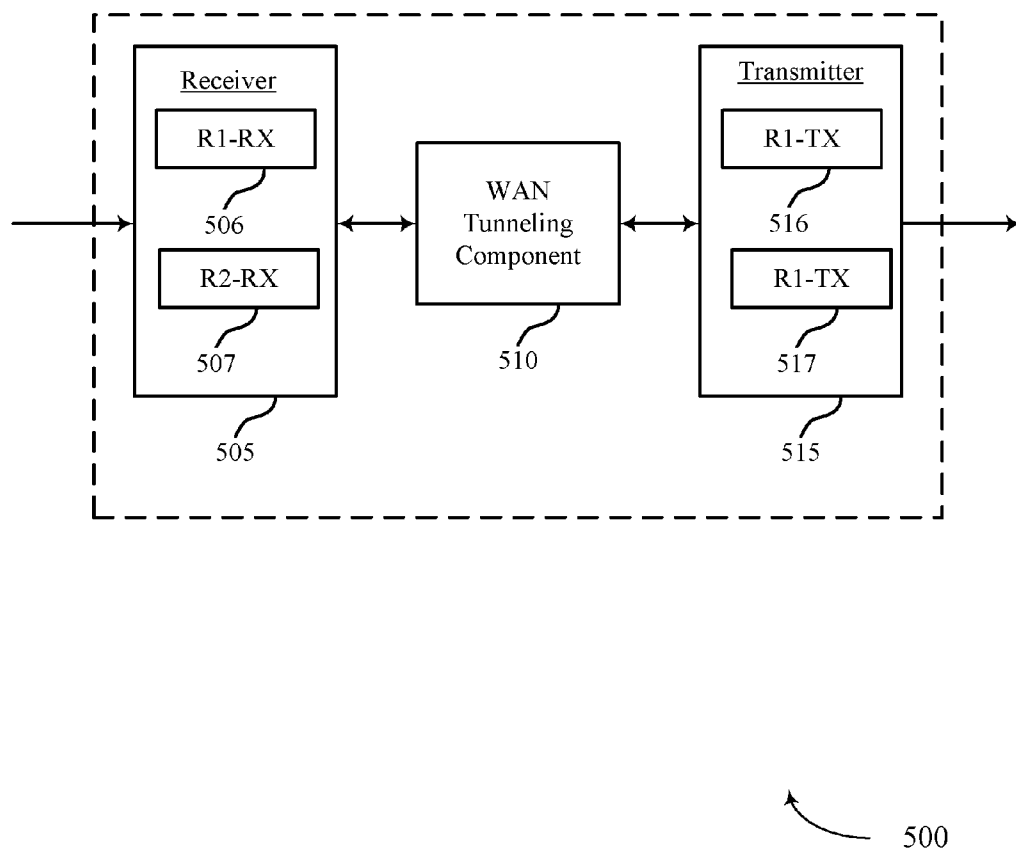 Receiver
R1-RX
506
R2-RX
507
505
WAN
Tunneling
Component
510
Transmitter
R1-TX
516
R1-TX
517
515
500